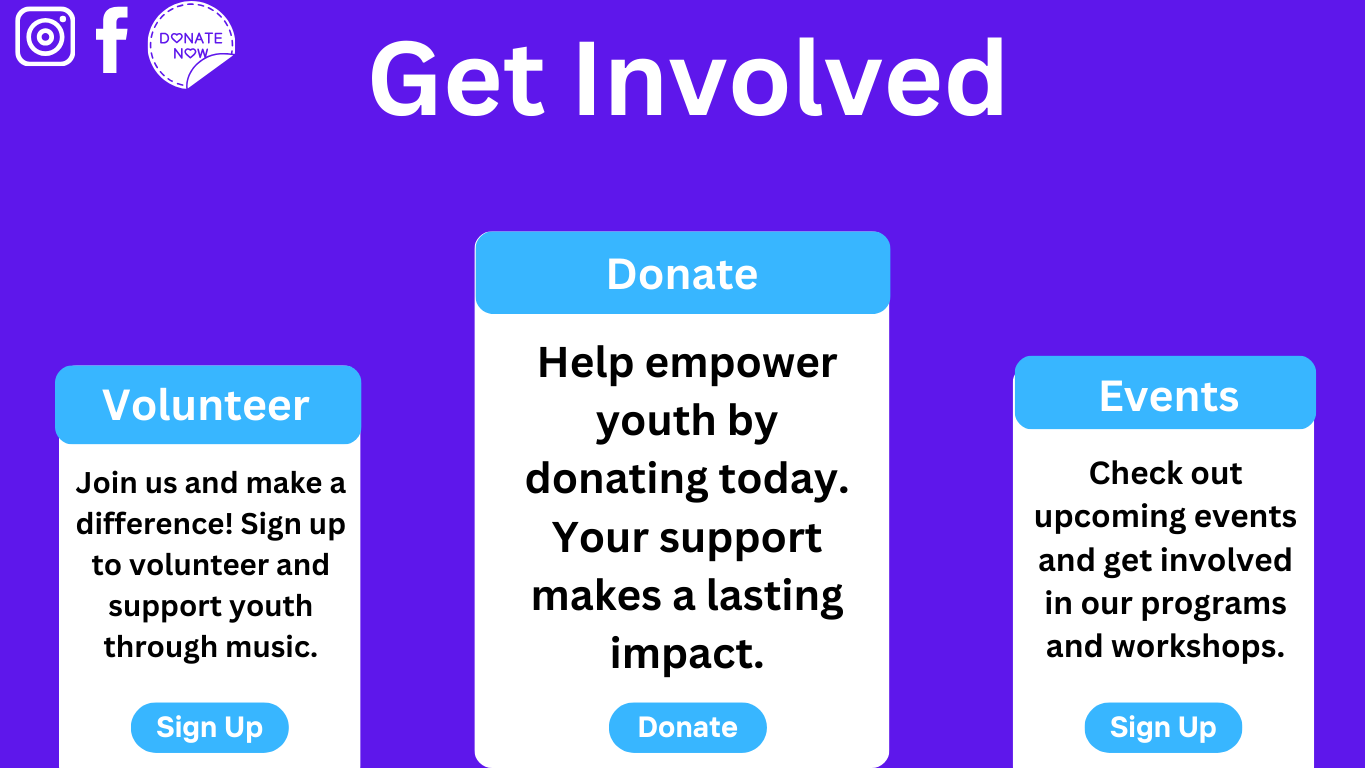 D♡NATE
N♡W
Get Involved
Donate
Help empower
youth by
donating today.
Your support
makes a lasting
impact.
Donate
Volunteer
Join us and make a
difference! Sign up
to volunteer and
support youth
through music.
Sign Up
Events
Check out
upcoming events
and get involved
in our programs
and workshops.
Sign Up